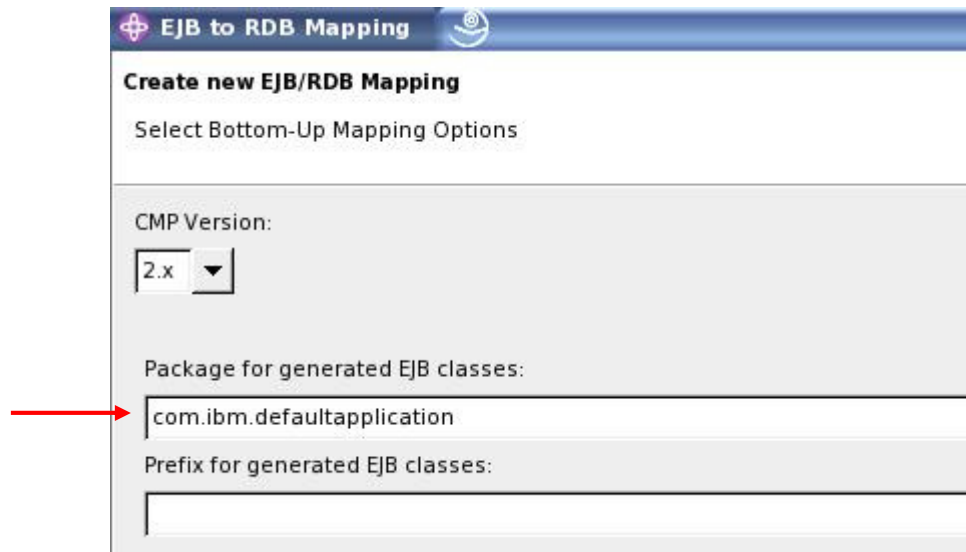 EJB to RDB Mapping
Create new EJB/RDB Mapping
Select Bottom-Up Mapping Options
CMP Version:
2.x
Package for generated EJB classes:
com.ibm.defaultapplication
Prefix for generated EJB classes: